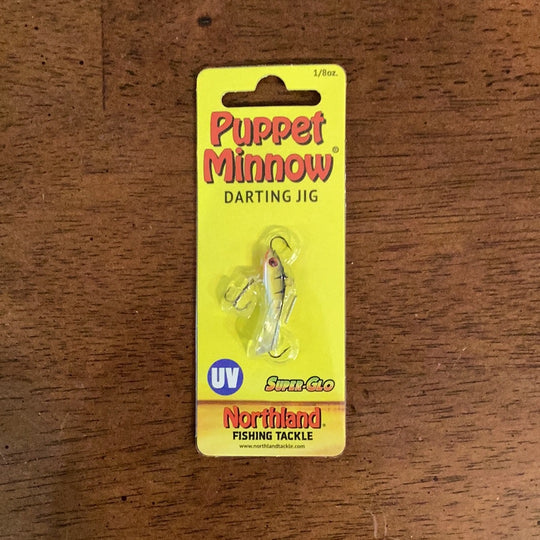 1/8oz.
Puppet
Minnow®
DARTING JIG
UV
SUPER-GLO
Northland®
FISHING TACKLE
www.northlandtackle.com